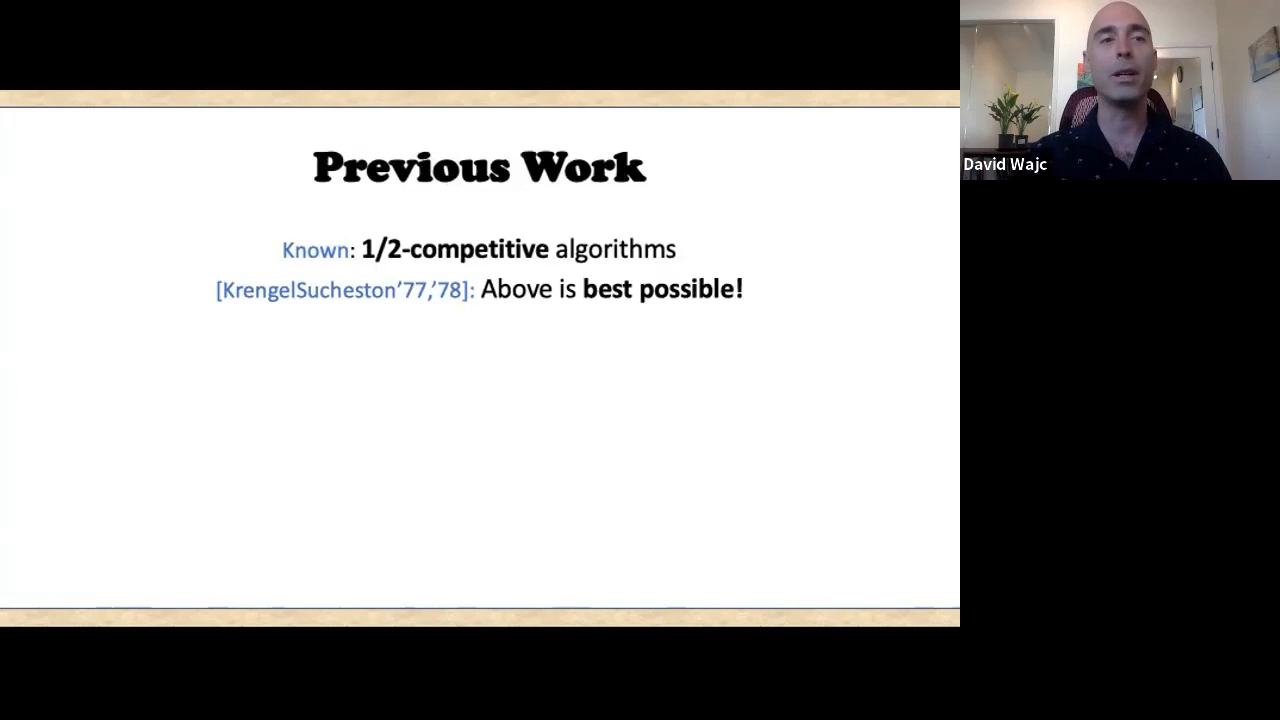 Previous Work
Known: 1/2-competitive algorithms
[KrengelSucheston’77,’78]: Above is best possible!
David Wajc